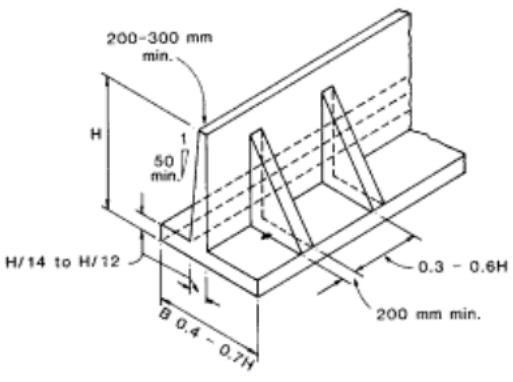 200-300 mm
min.
H
1
50
min.
H/14 to H/12
B 0.4 - 0.7H
0.3 - 0.6H
200 mm min.